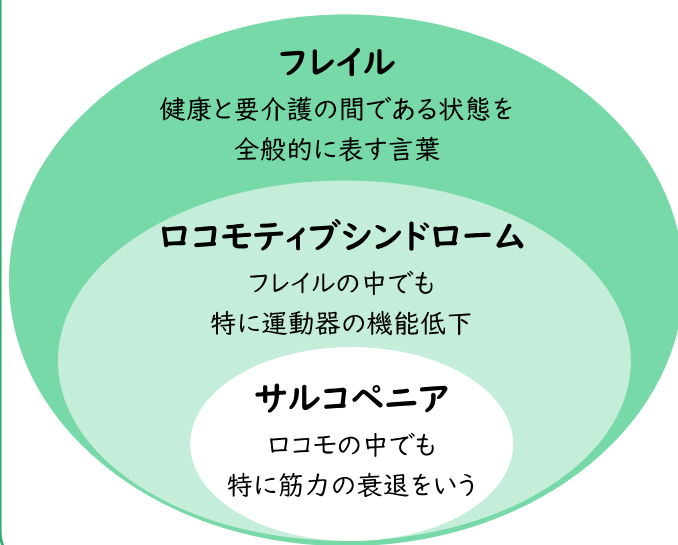 フレイル
健康と要介護の間である状態を
全般的に表す言葉
ロコモティブシンドローム
フレイルの中でも
特に運動器の機能低下
サルコペニア
ロコモの中でも
特に筋力の衰退をいう